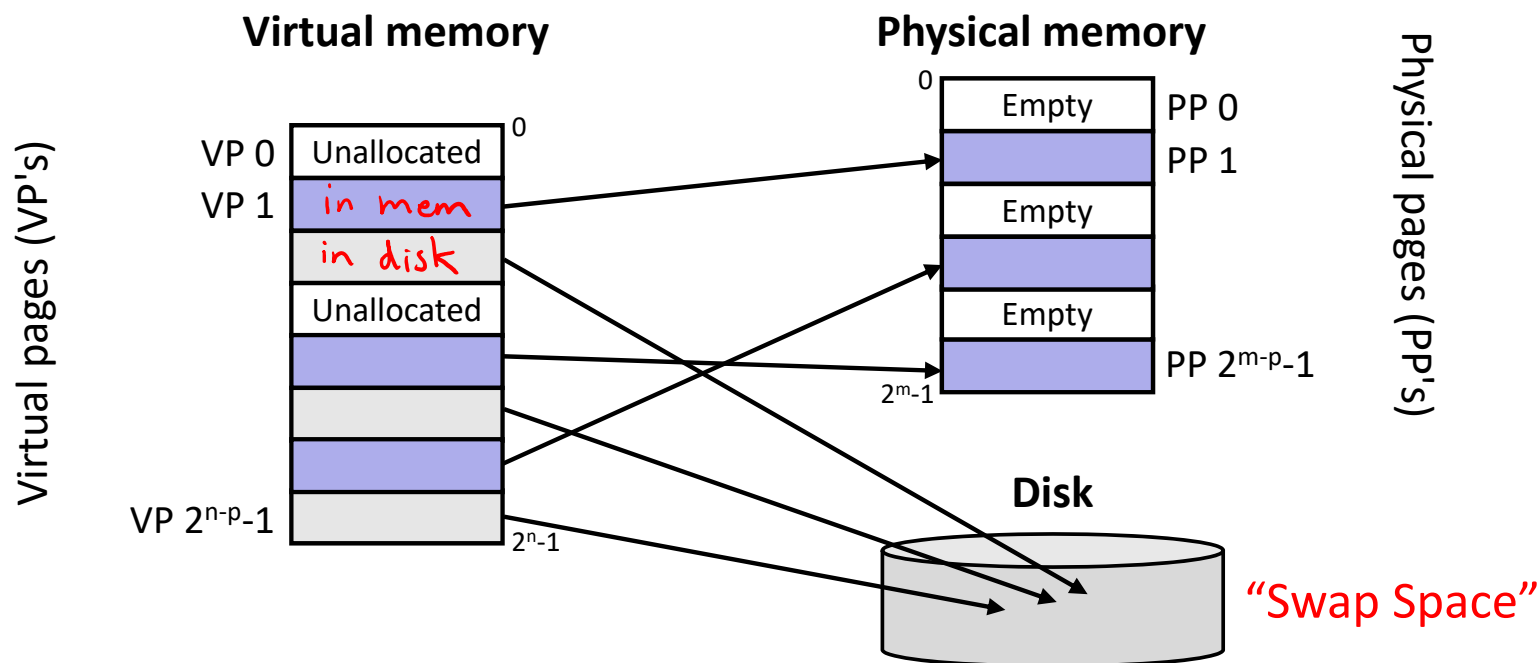 Virtual memory
Physical memory
Virtual pages (VP's)
Physical pages (PP's)
0
VP 0
Unallocated
VP 1
in mem
in disk
Unallocated
VP 2ⁿ⁻ᵖ-1
2ⁿ-1
0
Empty
PP 0
PP 1
Empty
Empty
PP 2ᵐ⁻ᵖ-1
2ᵐ-1
Disk
“Swap Space”